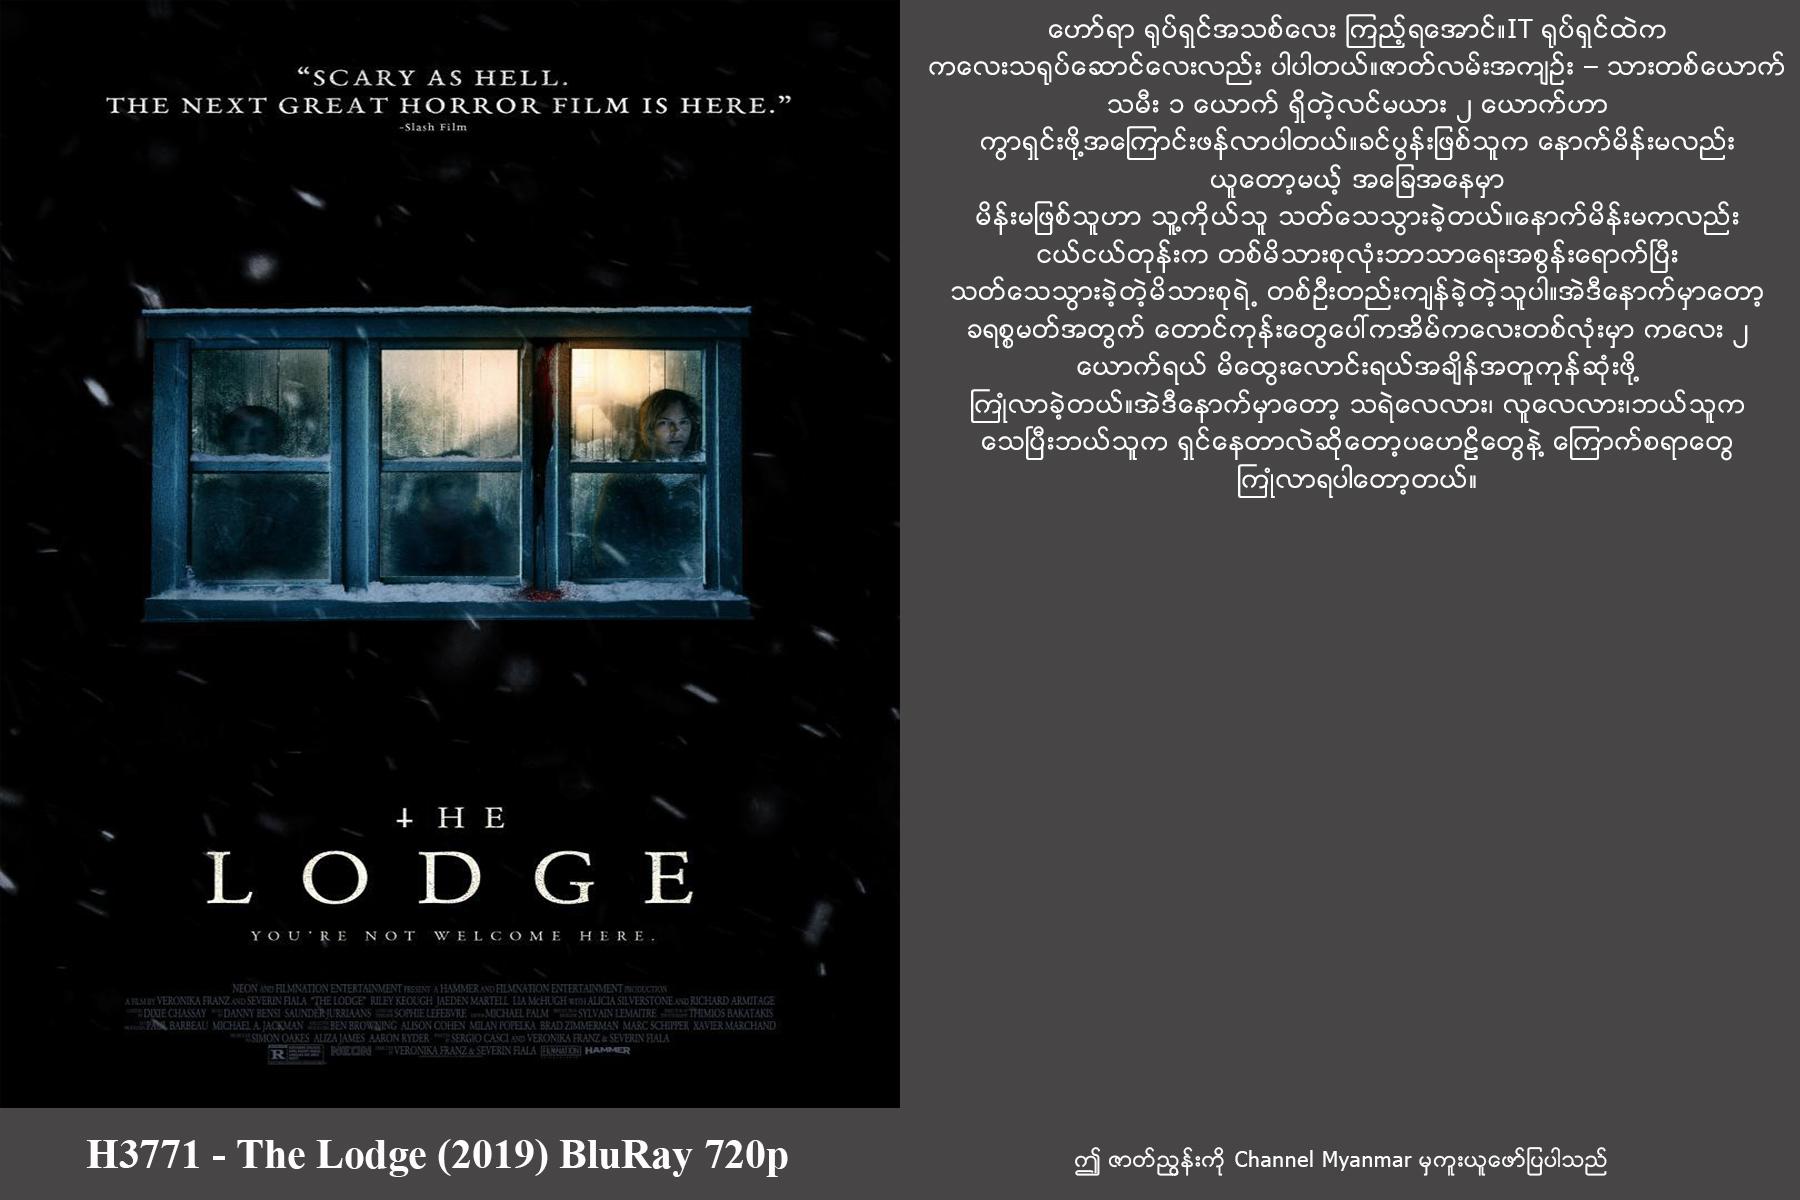 “SCARY AS HELL.
THE NEXT GREAT HORROR FILM IS HERE.”
-Slash Film
THE
LODGE
YOU'RE NOT WELCOME HERE.
NEON AND FILMNATION ENTERTAINMENT PRESENT A HAMMER AND FILMNATION ENTERTAINMENT PRODUCTION
A FILM BY VERONIKA FRANZ AND SEVERIN FIALA "THE LODGE" RILEY KEOUGH JAEDEN MARTELL LIA McHUGH WITH ALICIA SILVERSTONE AND RICHARD ARMITAGE
DIXIE CHASSAY DANNY BENSI SAUNDER JURRIAANS SOPHIE LEFEBVRE MICHAEL PALM SYLVAIN LEMAITRE THIMIOS BAKATAKIS
PAUL BARBEAU MICHAEL A. JACKMAN BEN BROWNING ALISON COHEN MILAN POPELKA BRAD ZIMMERMAN MARC SCHIPPER XAVIER MARCHAND
SIMON OAKES ALIZA JAMES AARON RYDER SERGIO CASCI AND VERONIKA FRANZ & SEVERIN FIALA
R NEON VERONIKA FRANZ & SEVERIN FIALA FILMNATION HAMMER
H3771 - The Lodge (2019) BluRay 720p
ဟော်ရာ ရုပ်ရှင်အသစ်လေး ကြည့်ရအောင်။IT ရုပ်ရှင်ထဲက
ကလေးသရုပ်ဆောင်လေးလည်း ပါပါတယ်။ဇာတ်လမ်းအကျဉ်း – သားတစ်ယောက်
သမီး ၁ ယောက် ရှိတဲ့လင်မယား ၂ ယောက်ဟာ
ကွာရှင်းဖို့အကြောင်းဖန်လာပါတယ်။ခင်ပွန်းဖြစ်သူက နောက်မိန်းမလည်း
ယူတော့မယ့် အခြေအနေမှာ
မိန်းမဖြစ်သူဟာ သူ့ကိုယ်သူ သတ်သေသွားခဲ့တယ်။နောက်မိန်းမကလည်း
ငယ်ငယ်တုန်းက တစ်မိသားစုလုံးဘာသာရေးအစွန်းရောက်ပြီး
သတ်သေသွားခဲ့တဲ့မိသားစုရဲ့ တစ်ဦးတည်းကျန်ခဲ့တဲ့သူပါ။အဲဒီနောက်မှာတော့
ခရစ္စမတ်အတွက် တောင်ကုန်းတွေပေါ်ကအိမ်ကလေးတစ်လုံးမှာ ကလေး ၂
ယောက်ရယ် မိထွေးလောင်းရယ်အချိန်အတူကုန်ဆုံးဖို့
ကြုံလာခဲ့တယ်။အဲဒီနောက်မှာတော့ သရဲလေလား၊ လူလေလား၊ဘယ်သူက
သေပြီးဘယ်သူက ရှင်နေတာလဲဆိုတော့ပဟေဠိတွေနဲ့ ကြောက်စရာတွေ
ကြုံလာရပါတော့တယ်။
ဤ ဇာတ်ညွန်းကို Channel Myanmar မှကူးယူဖော်ပြပါသည်